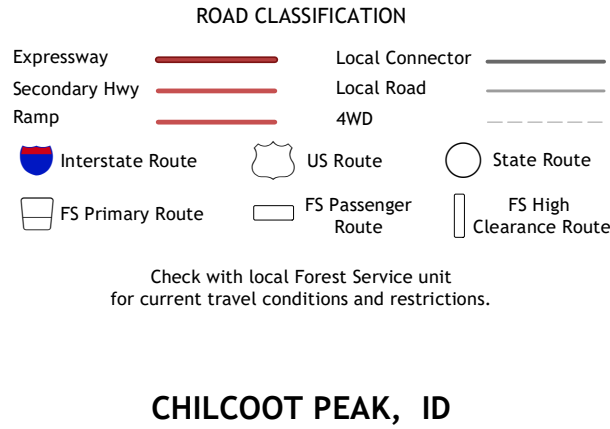 ROAD CLASSIFICATION
Expressway
Local Connector
Secondary Hwy
Local Road
Ramp
4WD
Interstate Route
US Route
State Route
FS Primary Route
FS Passenger
Route
FS High
Clearance Route
Check with local Forest Service unit
for current travel conditions and restrictions.
CHILCOOT PEAK, ID